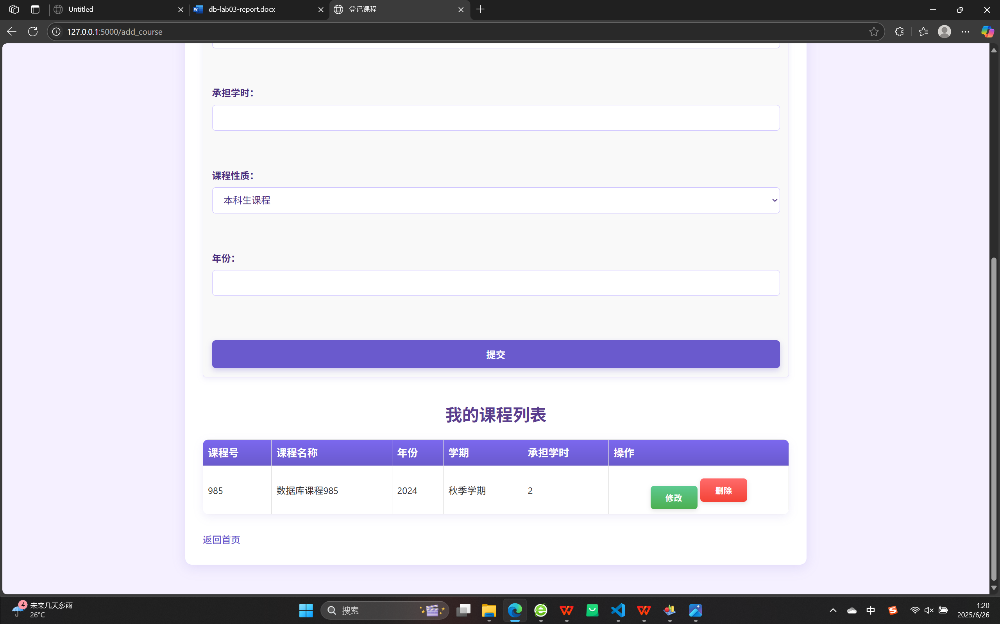 Untitled
db-lab03-report.docx
登记课程
127.0.0.1:5000/add_course
承担学时：
课程性质：
本科生课程
年份：
提交
我的课程列表
课程号 课程名称 年份 学期 承担学时 操作
985 数据库课程985 2024 秋季学期 2 修改 删除
返回首页
4 未来几天多雨
26°C
搜索
中
1:20
2025/6/26